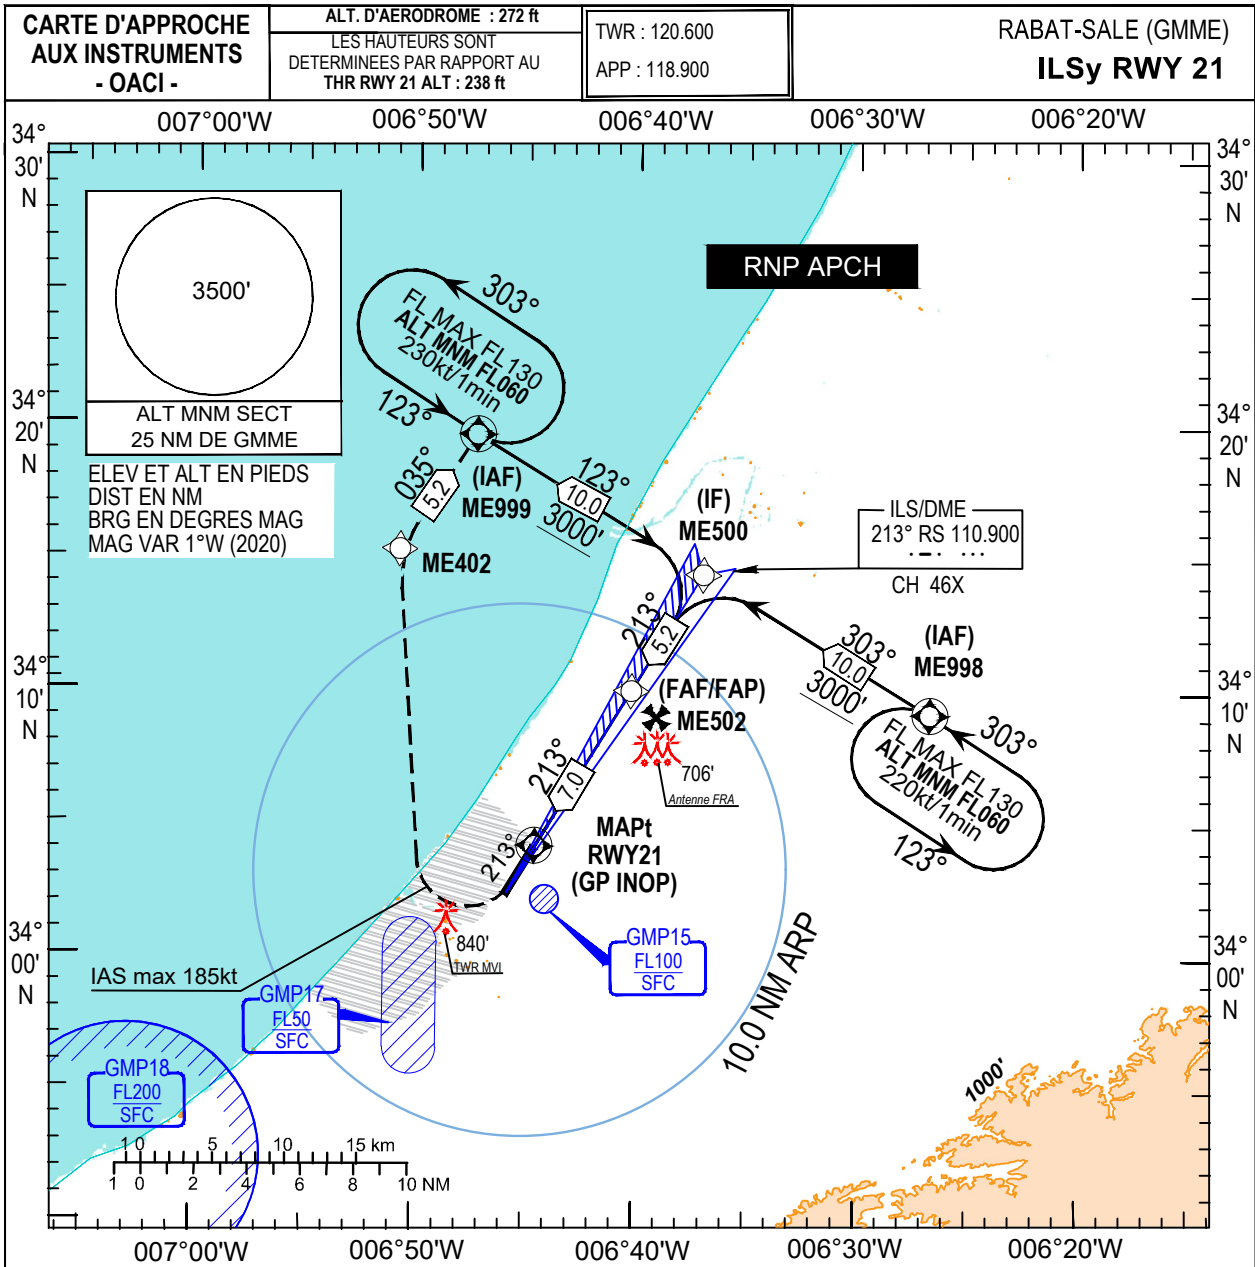 CARTE D'APPROCHE
AUX INSTRUMENTS
- OACI -
ALT. D'AERODROME : 272 ft
LES HAUTEURS SONT
DETERMINEES PAR RAPPORT AU
THR RWY 21 ALT : 238 ft
TWR : 120.600
APP : 118.900
RABAT-SALE (GMME)
ILSy RWY 21
007°00'W
006°50'W
006°40'W
006°30'W
006°20'W
34°
30'
N
34°
30'
N
3500'
ALT MNM SECT
25 NM DE GMME
ELEV ET ALT EN PIEDS
DIST EN NM
BRG EN DEGRES MAG
MAG VAR 1°W (2020)
RNP APCH
303°
FL MAX FL130
ALT MNM FL060
230kt/1min
123°
34°
20'
N
34°
20'
N
035°
5.2
(IAF)
ME999
123°
10.0
3000'
ME402
(IF)
ME500
ILS/DME
213° RS 110.900
CH 46X
213°
5.2
303°
10.0
3000'
(IAF)
ME998
34°
10'
N
34°
10'
N
(FAF/FAP)
ME502
706'
Antenne FRA
303°
FL MAX FL130
ALT MNM FL060
220kt/1min
123°
213°
7.0
213°
MAPt
RWY21
(GP INOP)
840'
TWR MVI
IAS max 185kt
GMP15
FL100
SFC
GMP17
FL50
SFC
GMP18
FL200
SFC
10.0 NM ARP
34°
00'
N
34°
00'
N
1000'
1 0 5 10 15 km
1 0 2 4 6 8 10 NM
007°00'W
006°50'W
006°40'W
006°30'W
006°20'W